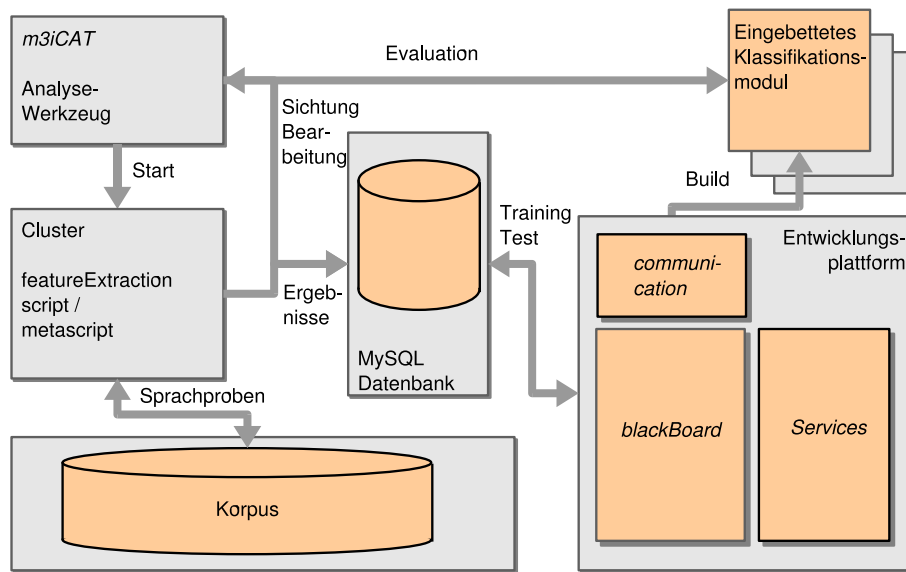 m3iCAT
Analyse-
Werkzeug
Evaluation
Eingebettetes
Klassifikations-
modul
Sichtung
Bear-
beitung
Start
Build
Cluster
featureExtraction
script /
metascript
Training
Test
Ergeb-
nisse
MySQL
Datenbank
Entwicklungs-
plattform
communi-
cation
blackBoard
Services
Sprachproben
Korpus